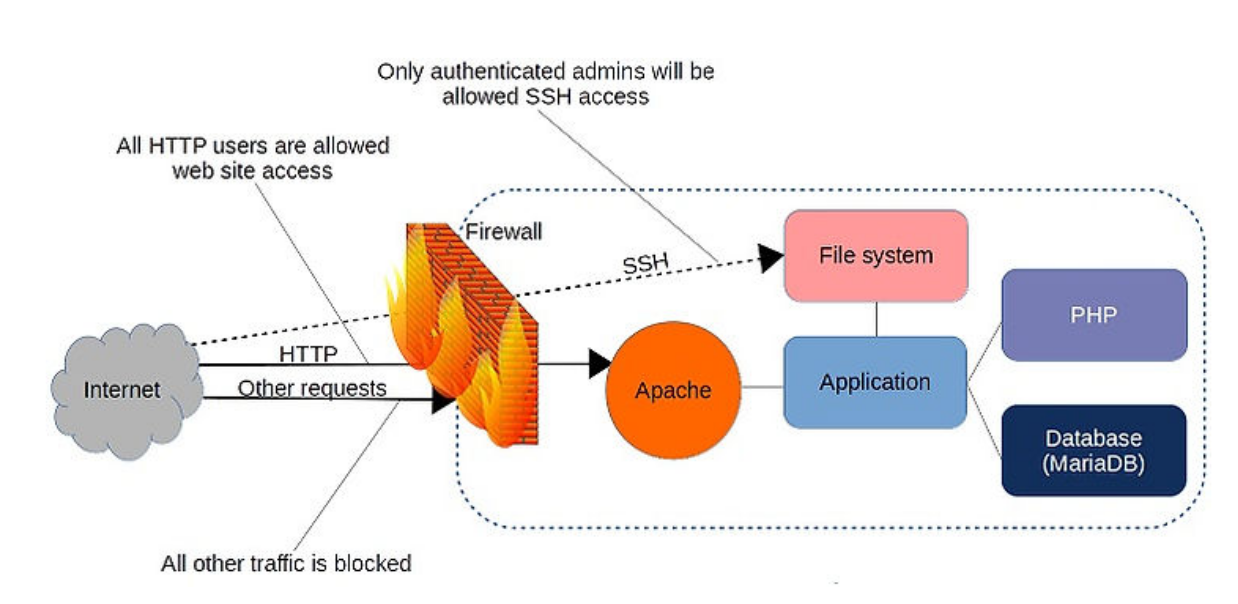 Only authenticated admins will be
allowed SSH access
All HTTP users are allowed
web site access
Firewall
SSH
File system
PHP
HTTP
Internet
Other requests
Apache
Application
Database
(MariaDB)
All other traffic is blocked